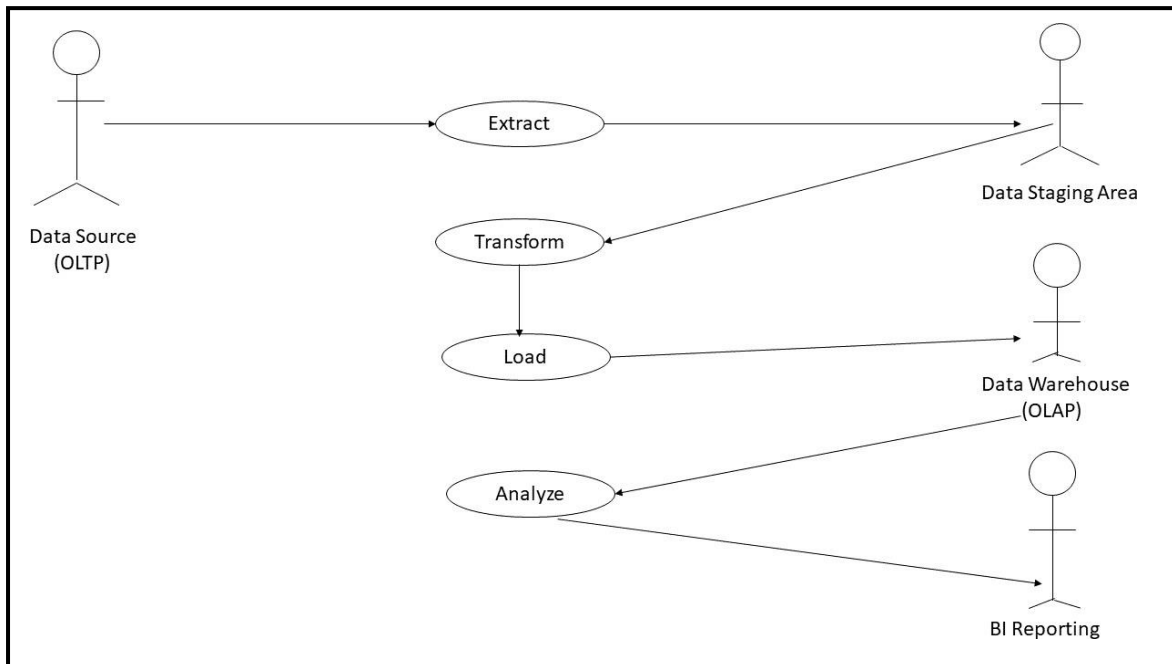 Extract
Data Staging Area
Transform
Data Source
(OLTP)
Load
Data Warehouse
(OLAP)
Analyze
BI Reporting